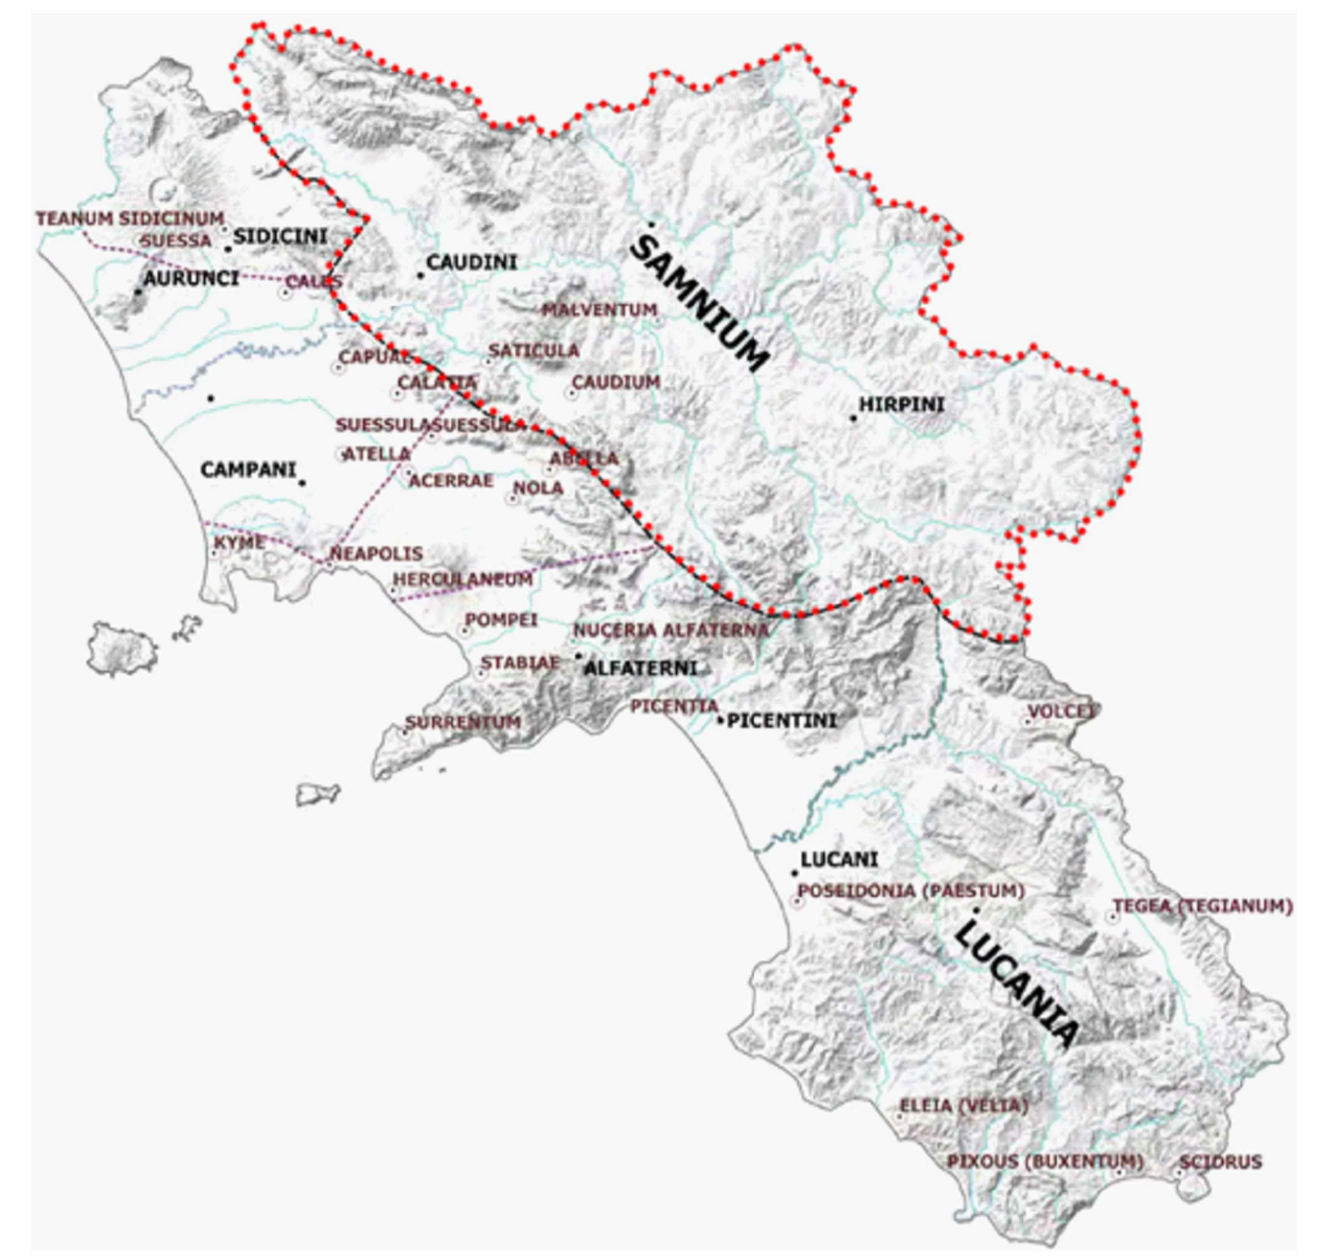 TEANUM SIDICINUM
SUESSA
SIDICINI
AURUNCI
CALES
CAUDINI
SAMNIUM
MALVENTUM
CAPUAE
SATICULA
CALATIA
CAUDIUM
HIRPINI
SUESSULASUESSULA
ATELLA
ABELLA
CAMPANI
ACERRAE
NOLA
KYME
NEAPOLIS
HERCULANEUM
POMPEI
NUCERIA ALFATERNA
STABIAE
ALFATERNI
PICENTIA
PICENTINI
SURRENTUM
VOLCEI
LUCANI
POSEIDONIA (PAESTUM)
TEGEA (TEGIANUM)
LUCANIA
ELEIA (VELIA)
PIXOUS (BUXENTUM)
SCIDRUS